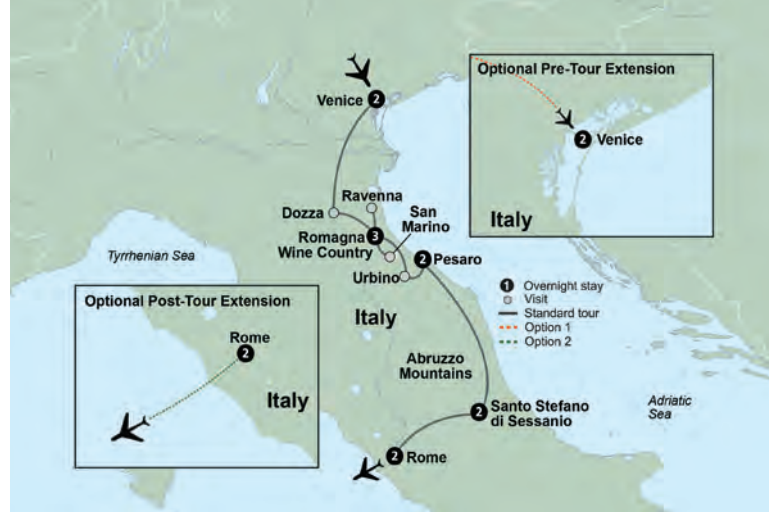 Optional Pre-Tour Extension
2
Venice
Italy
Venice
2
Ravenna
Dozza
San
Marino
Romagna
Wine Country
3
2
Pesaro
Urbino
Tyrrhenian Sea
1
Overnight stay
Visit
Standard tour
Option 1
Option 2
Optional Post-Tour Extension
Rome
2
Italy
Italy
Abruzzo
Mountains
Adriatic
Sea
2
Santo Stefano
di Sessanio
2
Rome